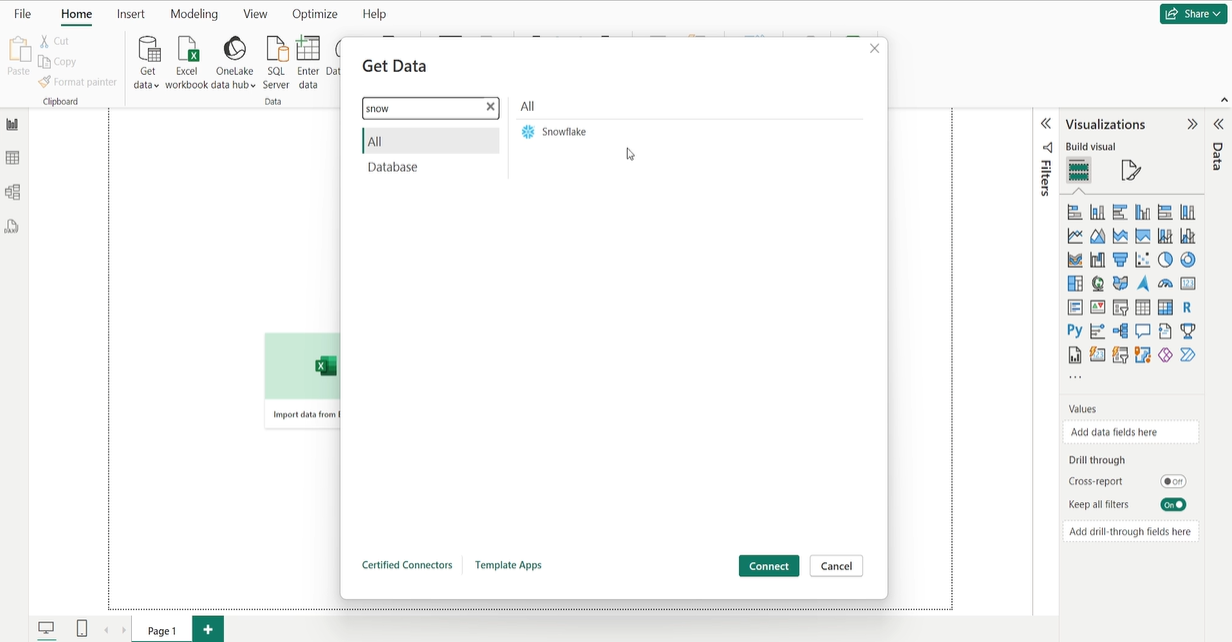 File Home Insert Modeling View Optimize Help
Share
Paste
Cut
Copy
Format painter
Clipboard
Get
data
Excel
workbook
OneLake
data hub
SQL
Server
Enter
data
Data
Get Data
snow
All
Database
All
Snowflake
Certified Connectors
Template Apps
Connect
Cancel
Import data from
Filters
Visualizations
Build visual
123
R
Py
Values
Add data fields here
Drill through
Cross-report
Off
Keep all filters
On
Add drill-through fields here
Data
Page 1